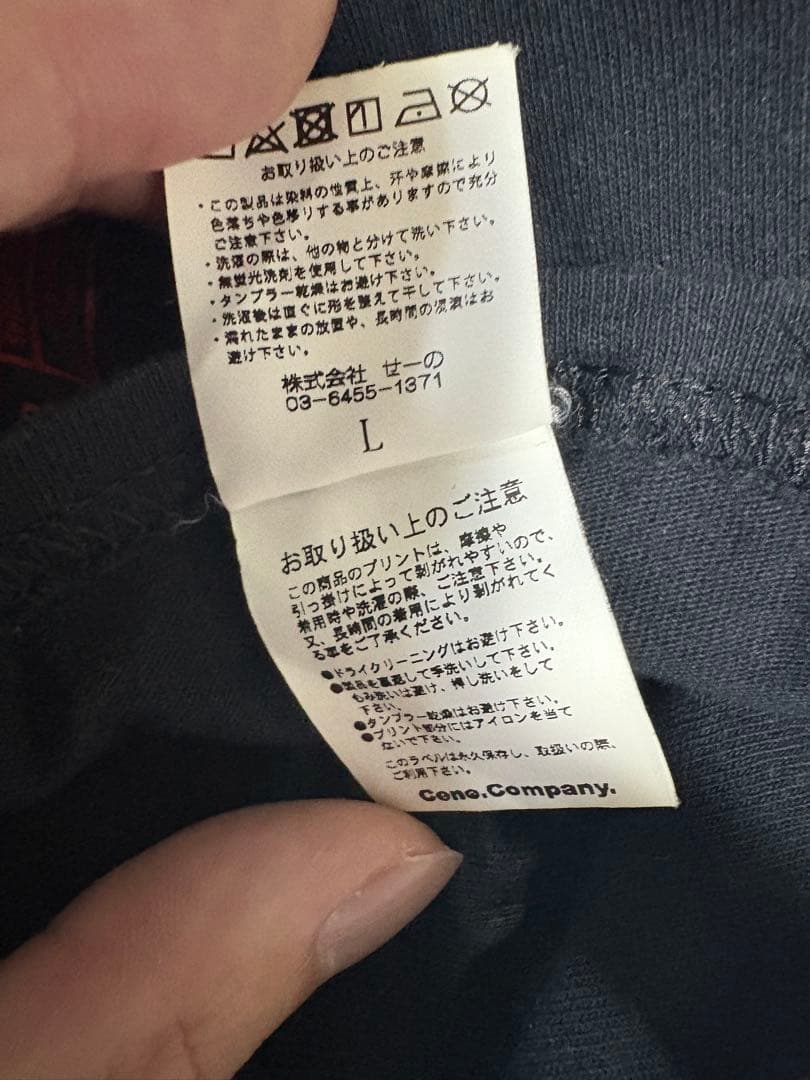 お取り扱い上のご注意
・この製品は染料の性質上、汗や摩擦により
色落ちや色移りする事がありますので充分
ご注意下さい。
・洗濯の際は、他の物と分けて洗い下さい。
・無蛍光洗剤を使用して下さい。
・タンブラー乾燥はお避け下さい。
・洗濯後は直ぐに形を整えて干して下さい。
・濡れたままの放置や、長時間の浸漬はお
避け下さい。
株式会社 せーの
03-6455-1371
L
お取り扱い上のご注意
この商品のプリントは、摩擦や
引っ掛けによって剥がれやすいので、
着用時や洗濯の際、ご注意下さい。
又、長時間の着用により剥がれてく
る事をご了承ください。
●ドライクリーニングはお避け下さい。
●製品を裏返して手洗いして下さい。
もみ洗いは避け、押し洗いをして
下さい。
●タンブラー乾燥はお避け下さい。
●プリント部分にはアイロンを当て
ないで下さい。
このラベルは永久保存し、取扱いの際、
ご利用下さい。
Ceno.Company.